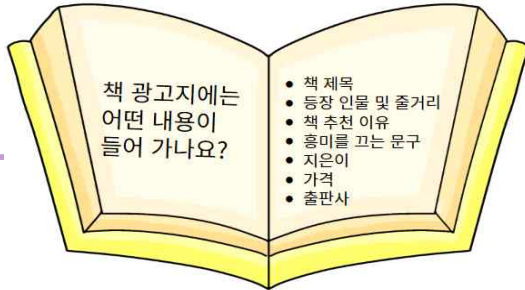 책 광고지에는
어떤 내용이
들어 가나요?
• 책 제목
• 등장 인물 및 줄거리
• 책 추천 이유
• 흥미를 끄는 문구
• 지은이
• 가격
• 출판사